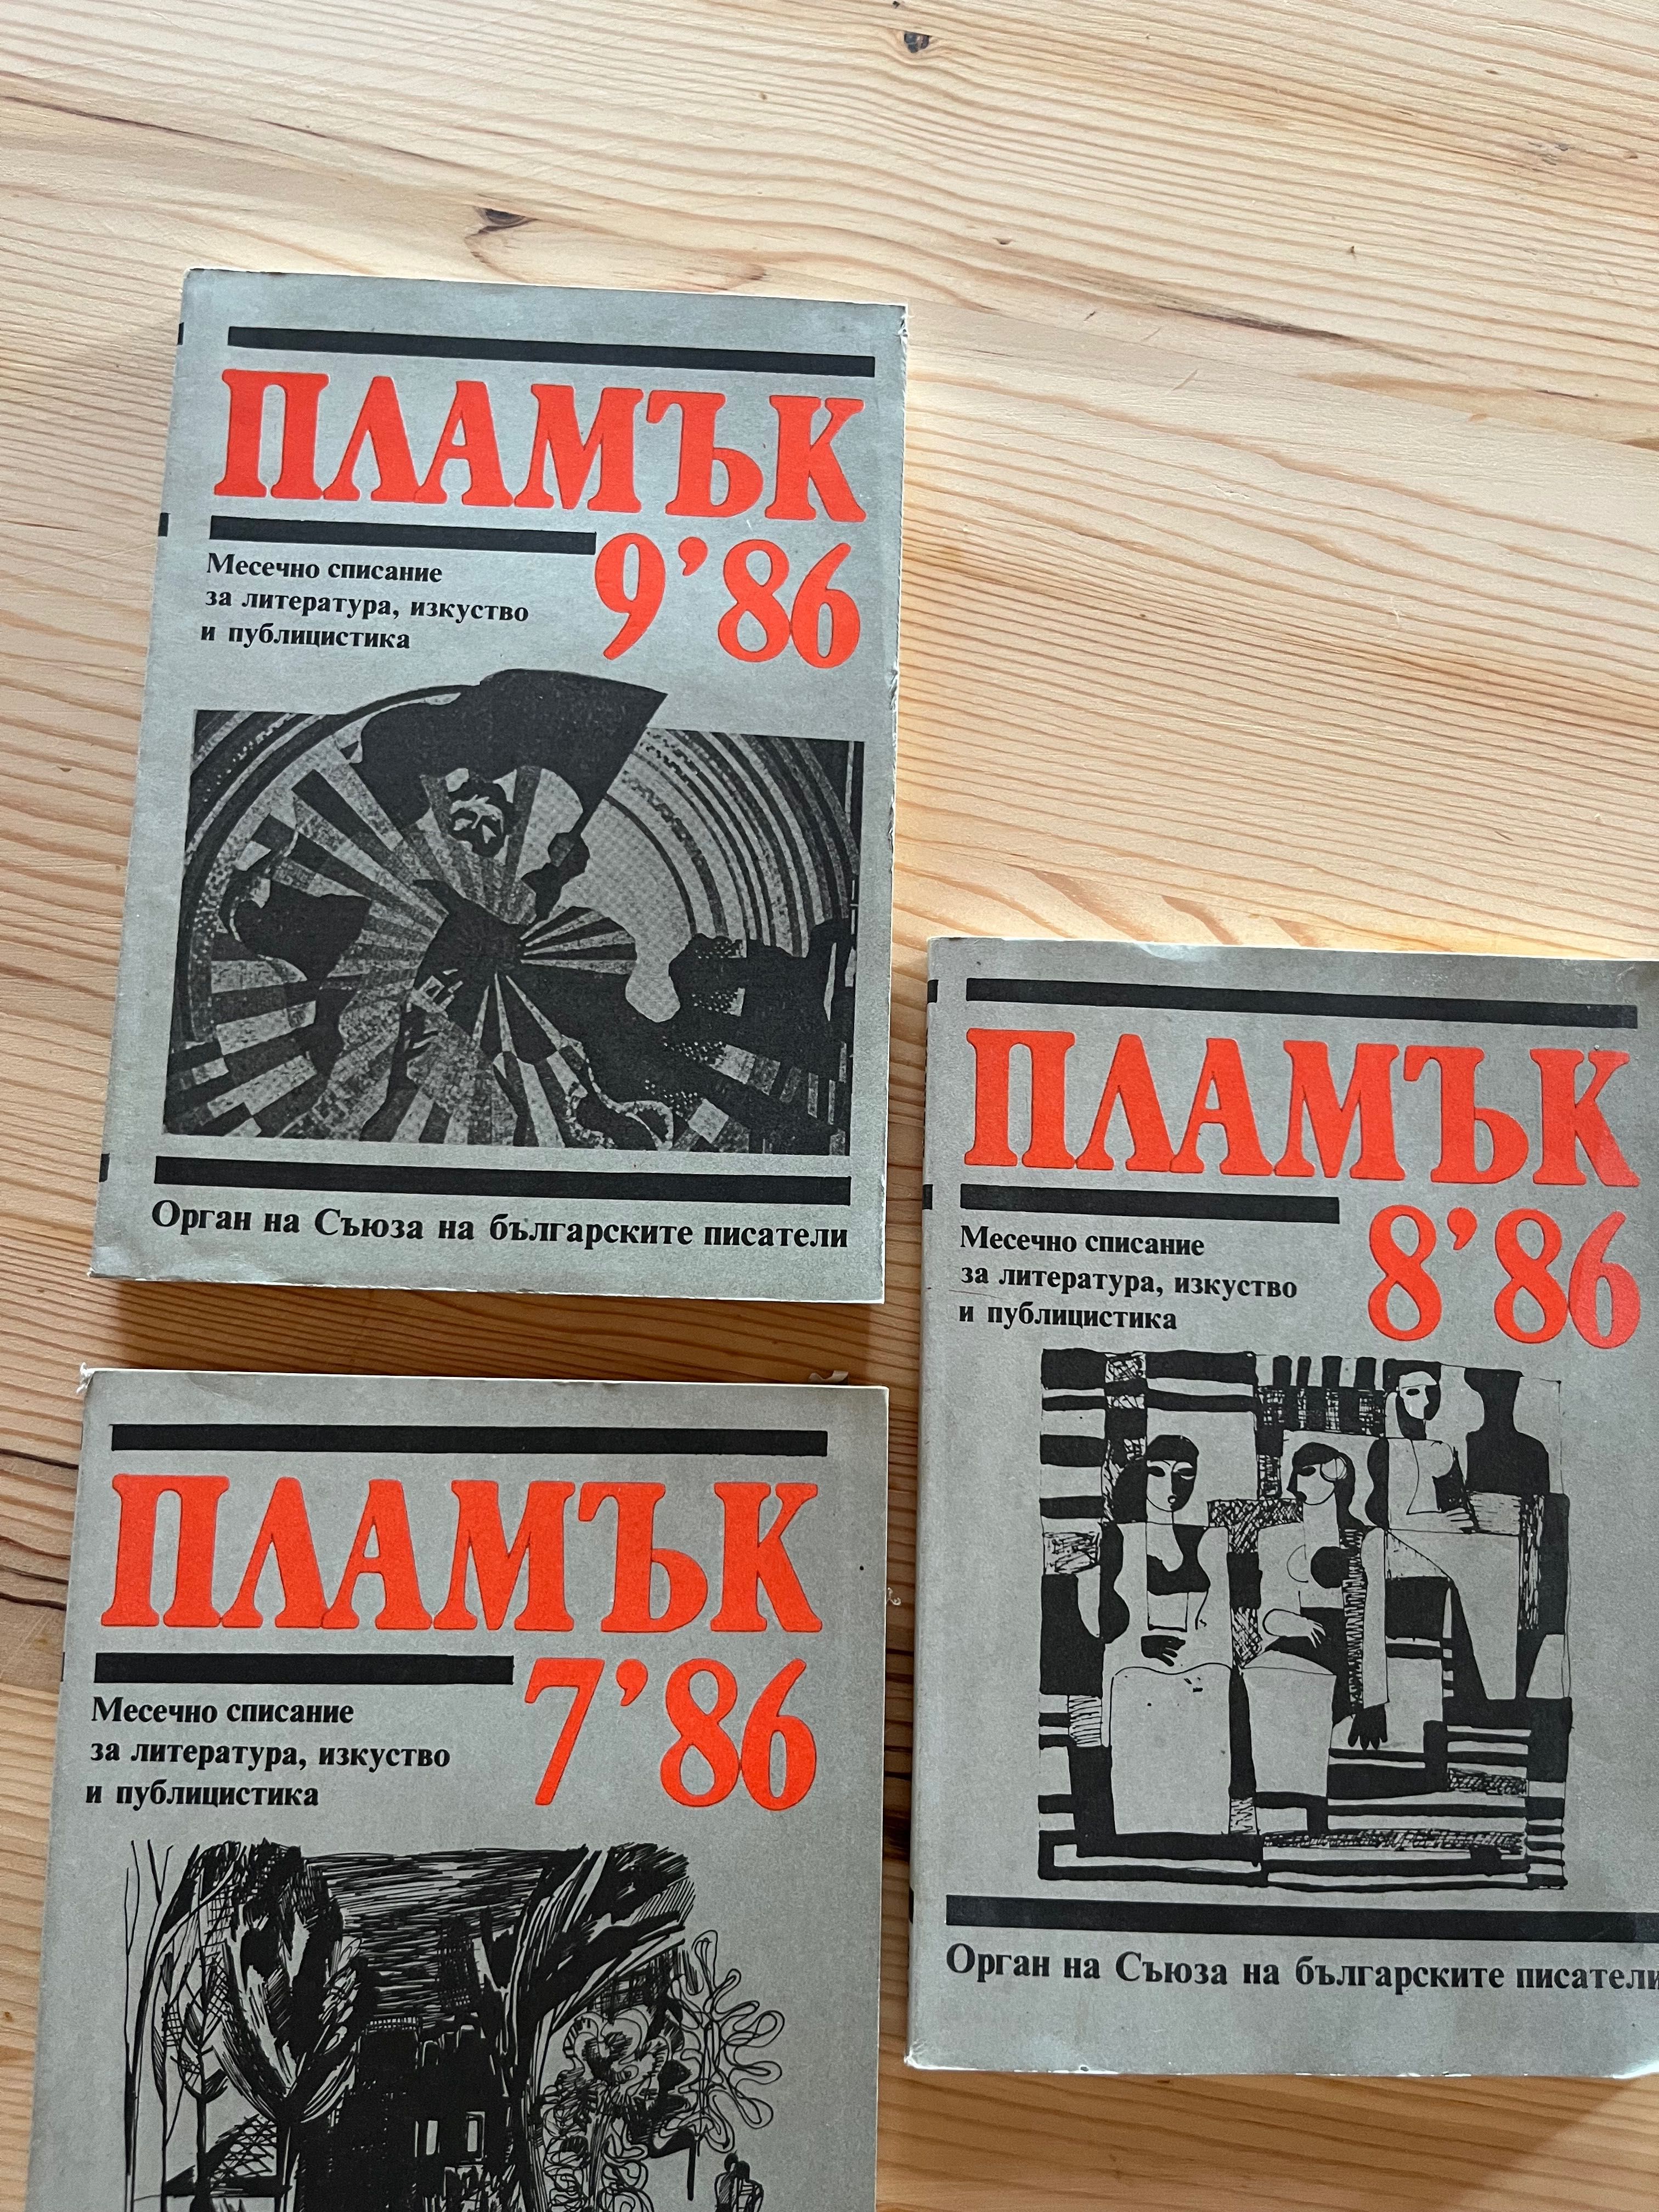 ПЛАМЪК
9'86
Месечно списание
за литература, изкуство
и публицистика
Орган на Съюза на българските писатели
ПЛАМЪК
8'86
Месечно списание
за литература, изкуство
и публицистика
Орган на Съюза на българските писатели
ПЛАМЪК
7'86
Месечно списание
за литература, изкуство
и публицистика